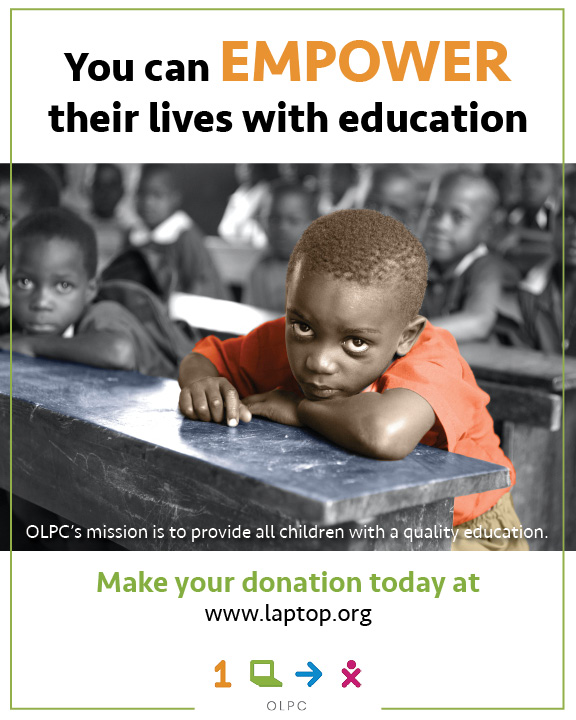 You can EMPOWER
their lives with education
OLPC's mission is to provide all children with a quality education.
Make your donation today at
www.laptop.org
1
OLPC